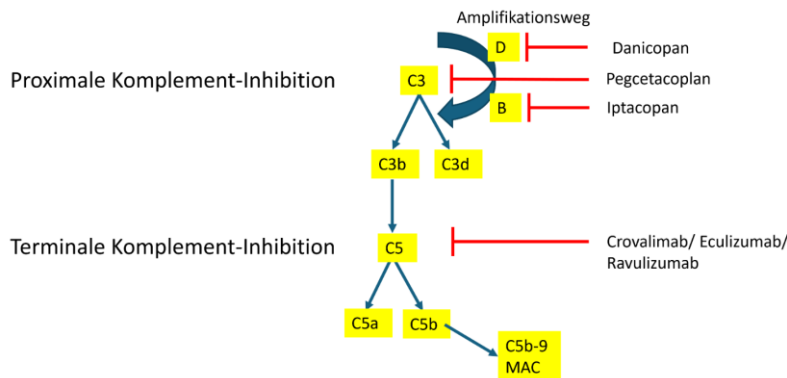 Amplifikationsweg
D
Danicopan
Proximale Komplement-Inhibition
C3
Pegcetacoplan
B
Iptacopan
C3b
C3d
Terminale Komplement-Inhibition
C5
Crovalimab/ Eculizumab/
Ravulizumab
C5a
C5b
C5b-9
MAC